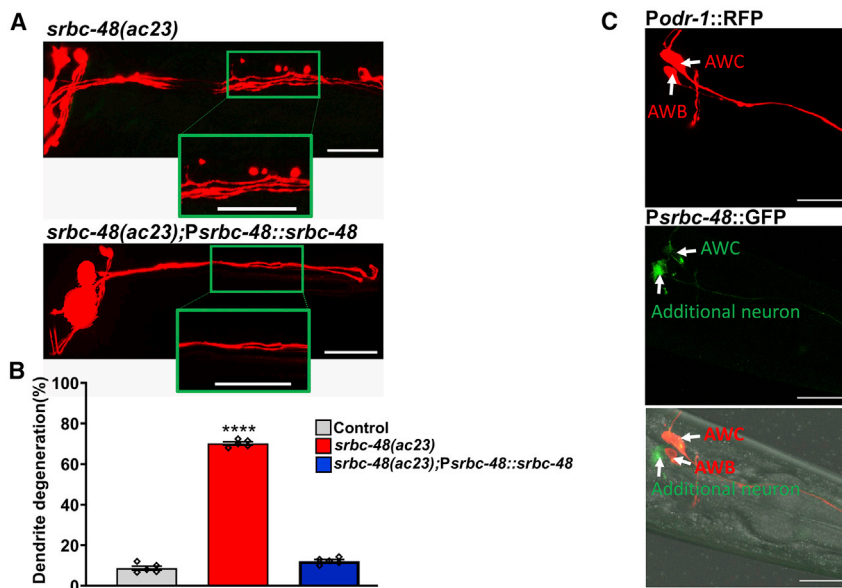 A
srbc-48(ac23)
srbc-48(ac23);Psrbc-48::srbc-48
B
100
80
60
40
20
0
Dendrite degeneration(%)
****
Control
srbc-48(ac23)
srbc-48(ac23);Psrbc-48::srbc-48
C
Podr-1::RFP
AWC
AWB
Psrbc-48::GFP
AWC
Additional neuron
AWC
AWB
Additional neuron